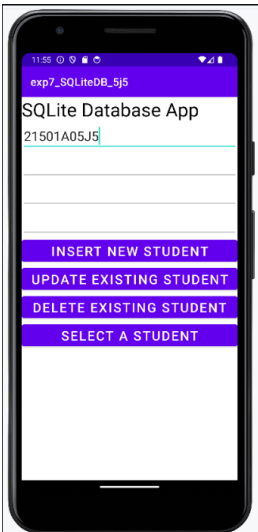 11:55
exp7_SQLiteDB_5j5
SQLite Database App
21501A05J5
INSERT NEW STUDENT
UPDATE EXISTING STUDENT
DELETE EXISTING STUDENT
SELECT A STUDENT